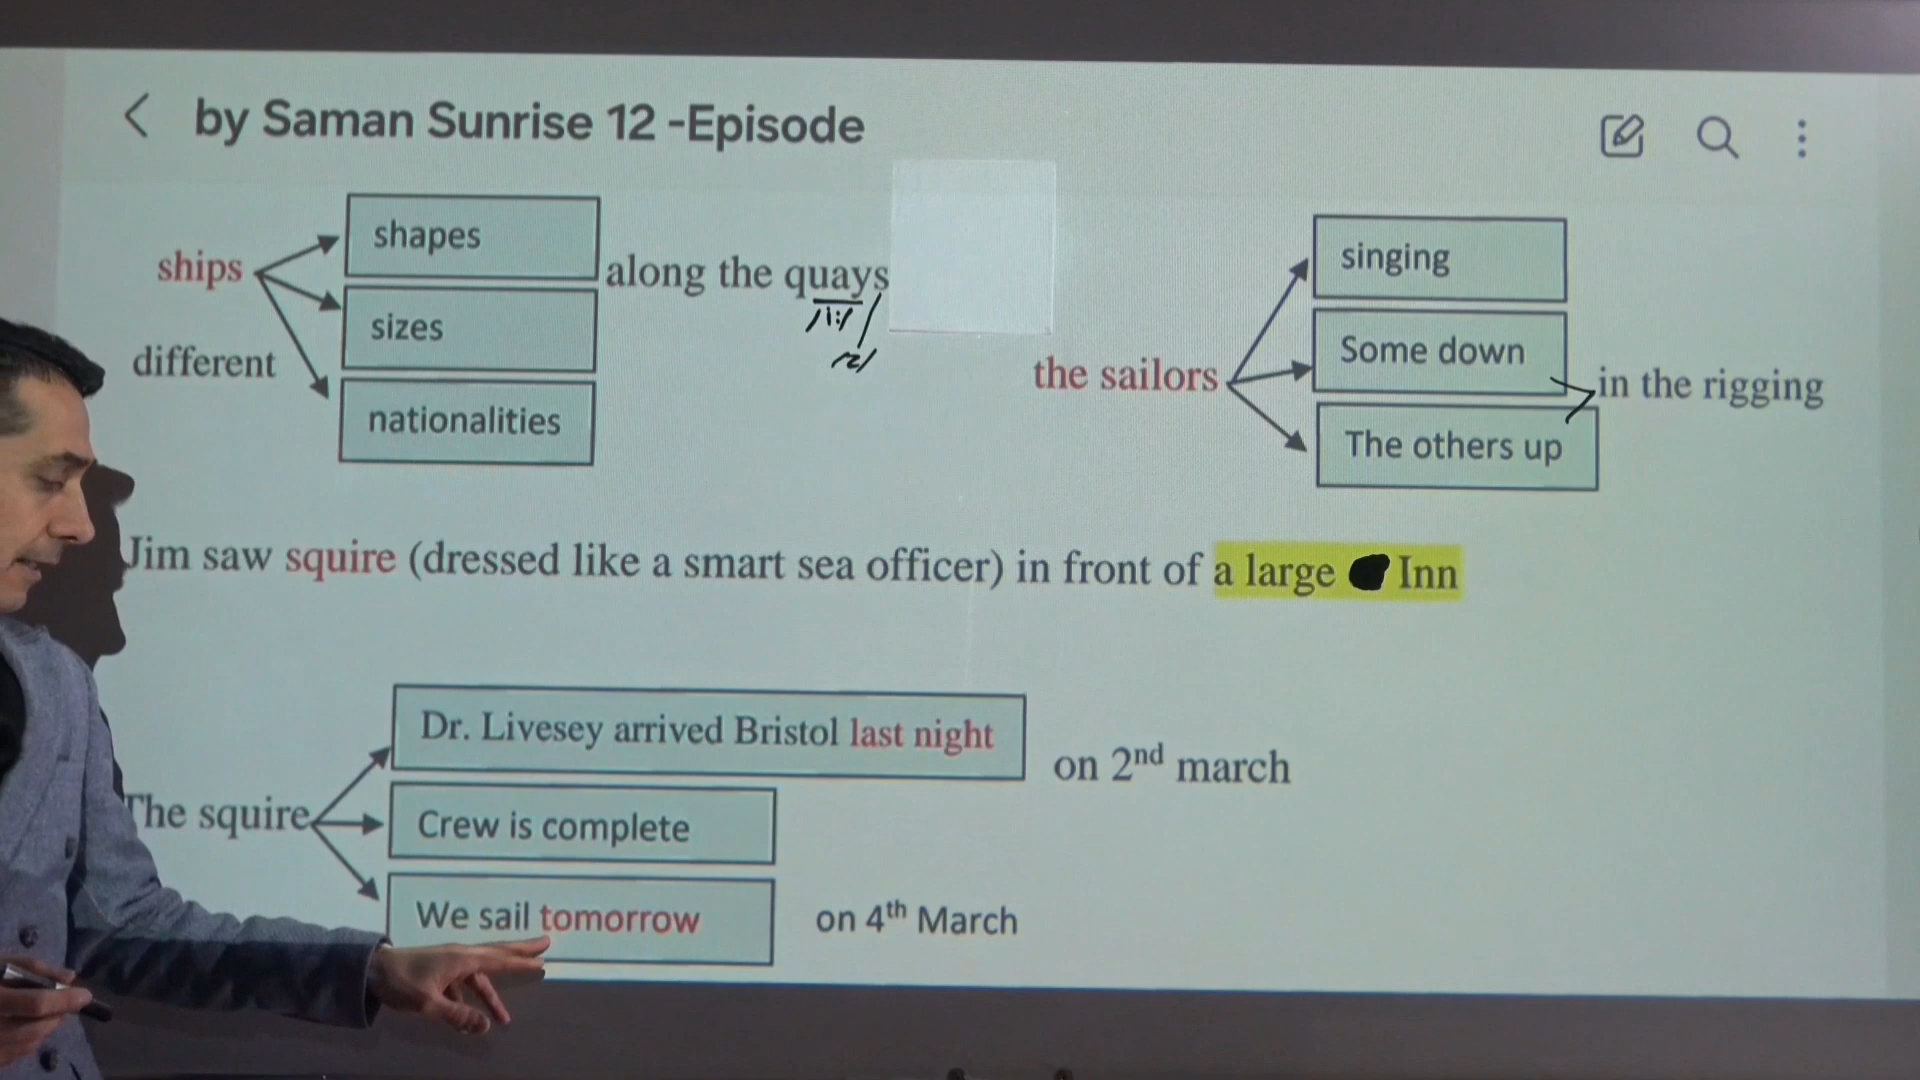 by Saman Sunrise 12 -Episode
ships
different
shapes
sizes
nationalities
along the quays
/i:/
/z/
the sailors
singing
Some down
The others up
in the rigging
Jim saw squire (dressed like a smart sea officer) in front of a large Inn
The squire
Dr. Livesey arrived Bristol last night
on 2nd march
Crew is complete
We sail tomorrow
on 4th March